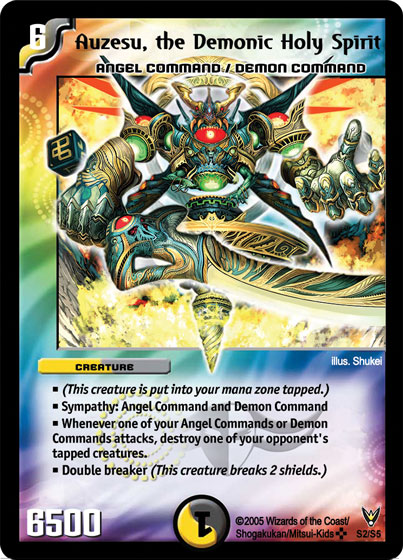 6
Auzesu, the Demonic Holy Spirit
ANGEL COMMAND / DEMON COMMAND
illus. Shukei
CREATURE
▪ (This creature is put into your mana zone tapped.)
▪ Sympathy: Angel Command and Demon Command
▪ Whenever one of your Angel Commands or Demon
Commands attacks, destroy one of your opponent's
tapped creatures.
▪ Double breaker (This creature breaks 2 shields.)
6500
1
©2005 Wizards of the Coast/
Shogakukan/Mitsui-Kids S2/S5